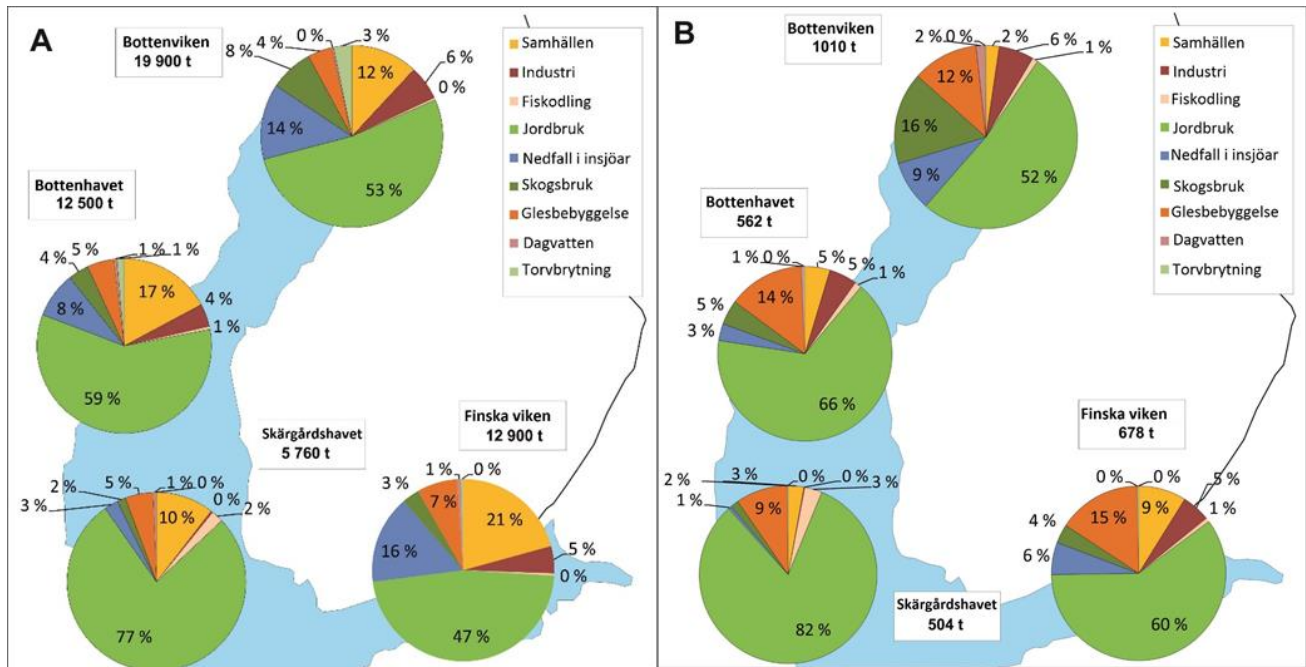 A
Bottenviken
19 900 t
8 %
4 %
0 %
3 %
12 %
6 %
0 %
53 %
14 %
Bottenhavet
12 500 t
4 %
5 %
1 %
1 %
17 %
4 %
1 %
59 %
8 %
Skärgårdshavet
5 760 t
3 %
2 %
5 %
1 %
0 %
10 %
0 %
2 %
77 %
Finska viken
12 900 t
3 %
1 %
0 %
7 %
21 %
5 %
0 %
47 %
16 %
Samhällen
Industri
Fiskodling
Jordbruk
Nedfall i insjöar
Skogsbruk
Glesbebyggelse
Dagvatten
Torvbrytning
B
Bottenviken
1010 t
2 %
0 %
2 %
6 %
1 %
12 %
16 %
9 %
52 %
Bottenhavet
562 t
1 %
0 %
5 %
5 %
1 %
14 %
5 %
3 %
66 %
2 %
3 %
0 %
0 %
3 %
1 %
9 %
82 %
Skärgårdshavet
504 t
Finska viken
678 t
0 %
0 %
9 %
5 %
1 %
15 %
4 %
6 %
60 %
Samhällen
Industri
Fiskodling
Jordbruk
Nedfall i insjöar
Skogsbruk
Glesbebyggelse
Dagvatten
Torvbrytning